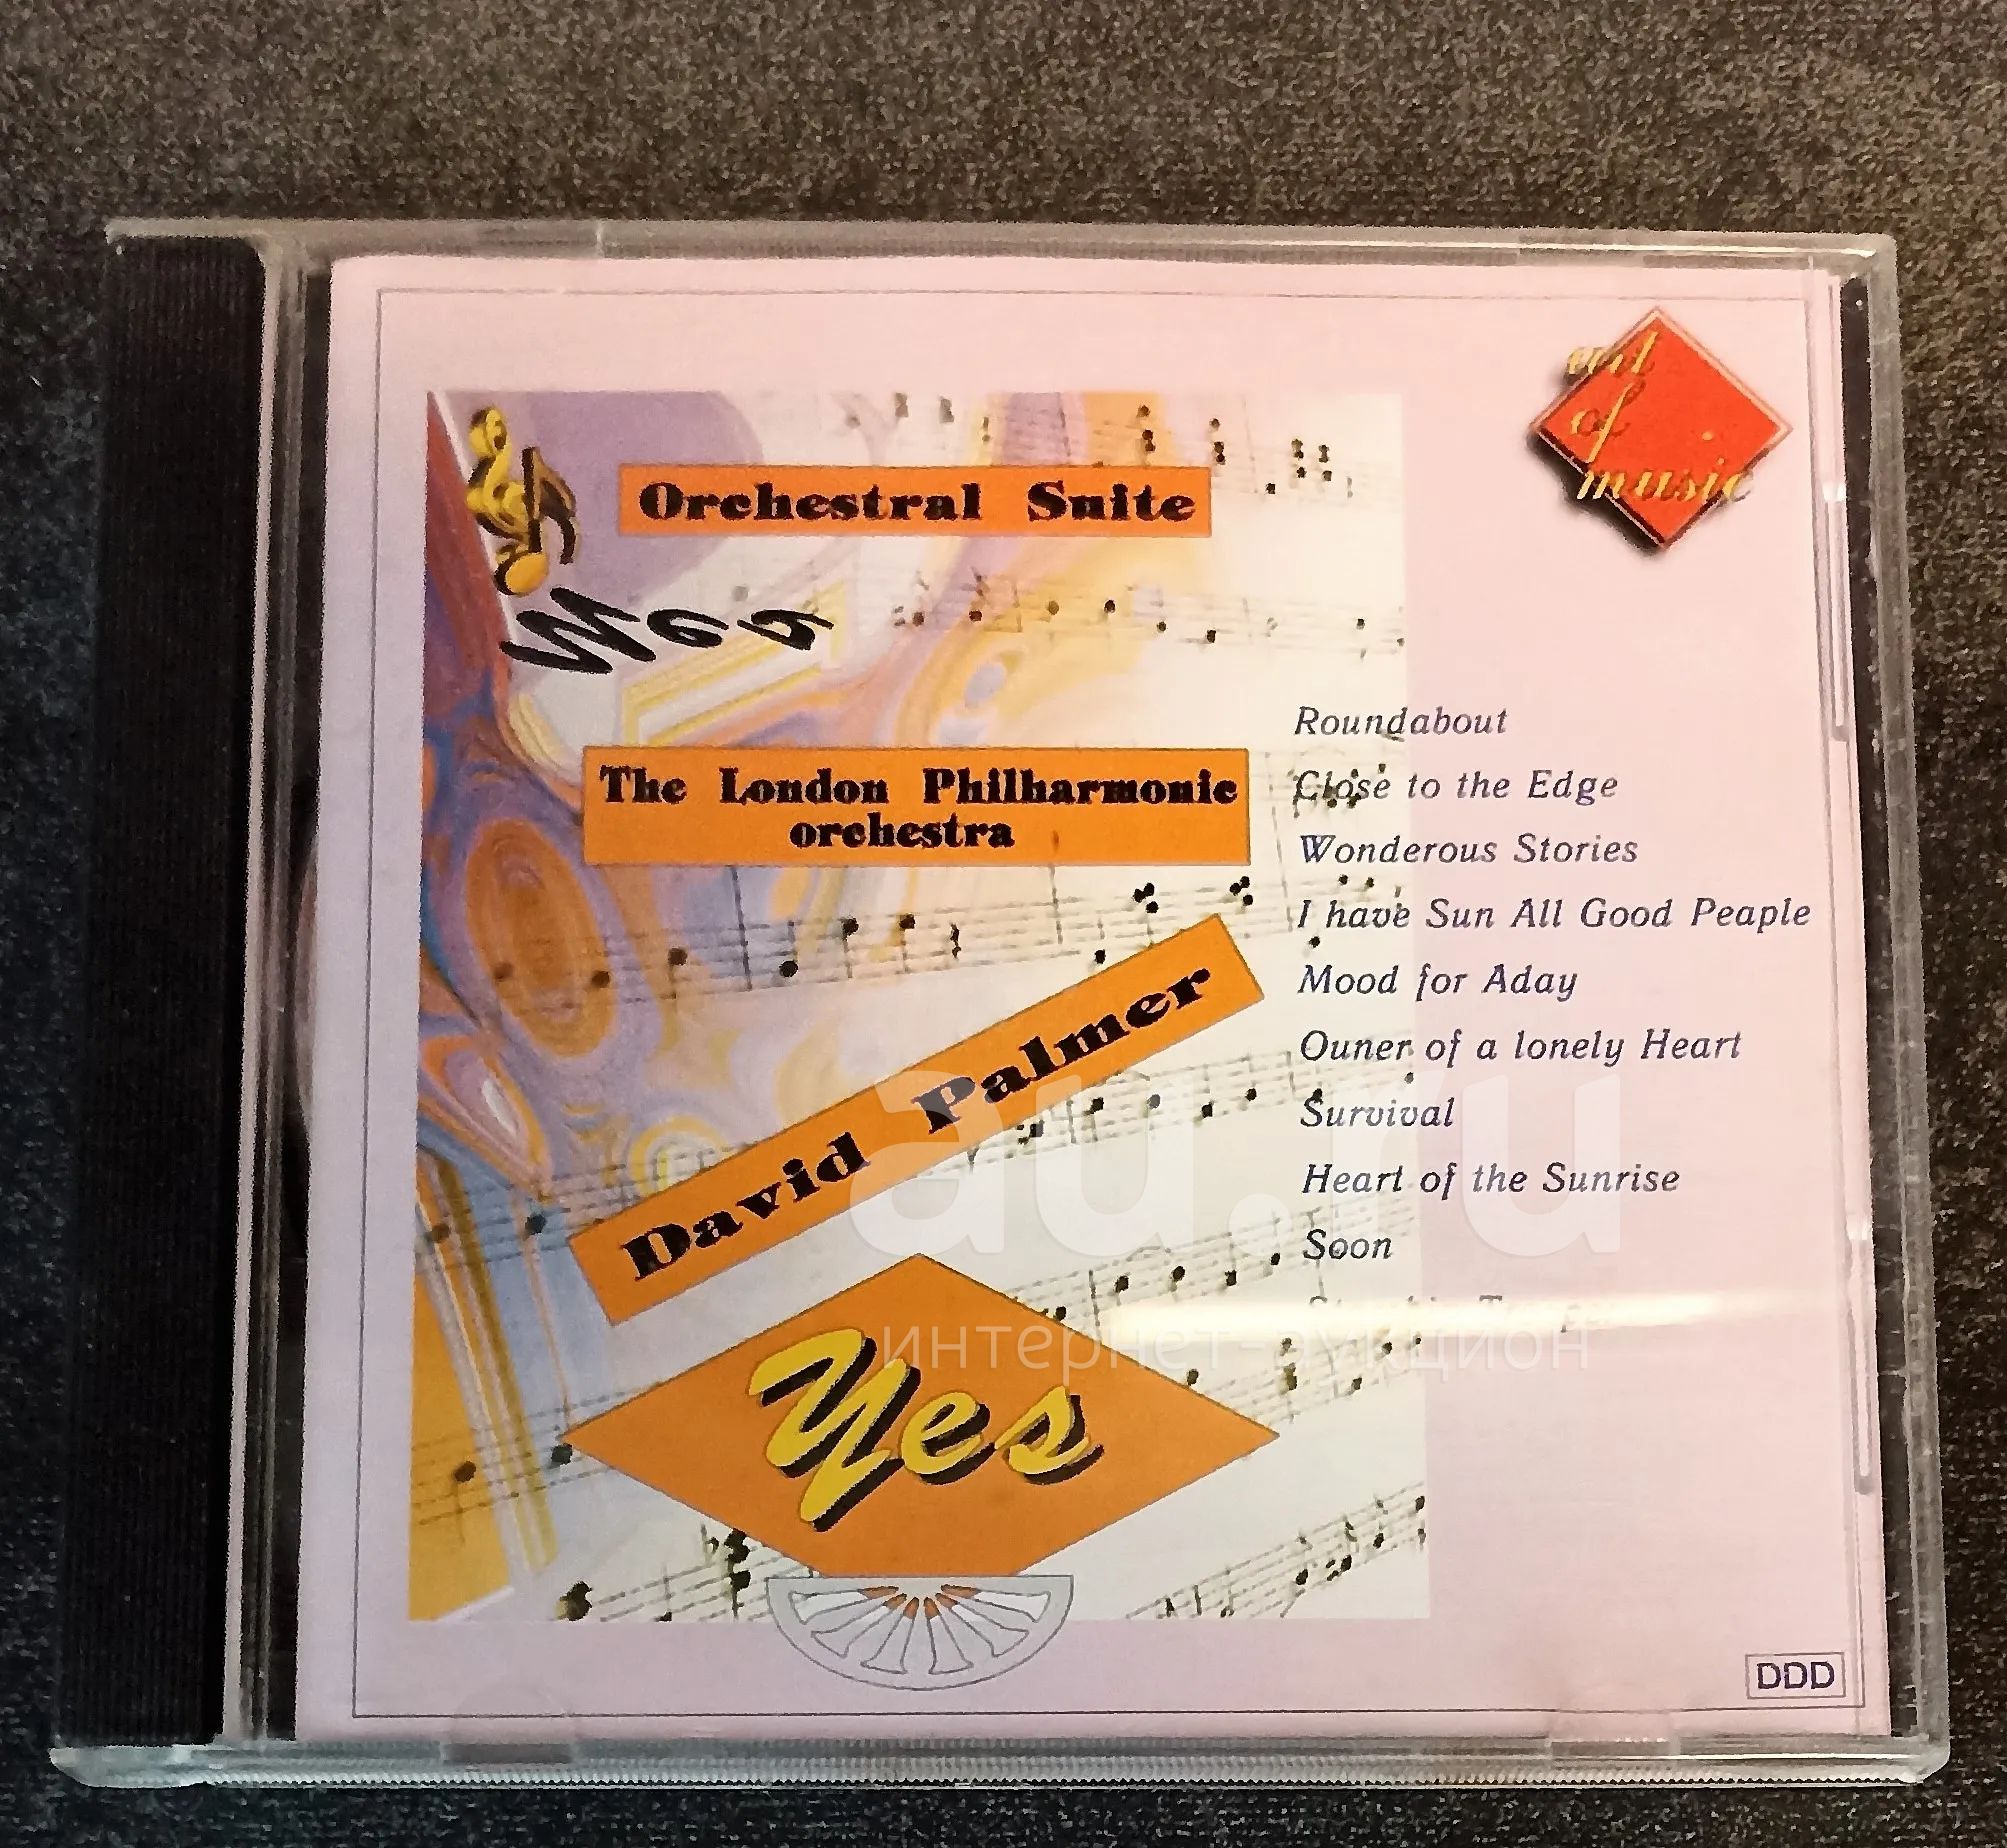 art
of
music
Orchestral Suite
The London Philharmonic
orchestra
David Palmer
Yes
Roundabout
Close to the Edge
Wonderous Stories
I have Sun All Good Peaple
Mood for Aday
Ouner of a lonely Heart
Survival
Heart of the Sunrise
Soon
DDD
au.ru
интернет-аукцион